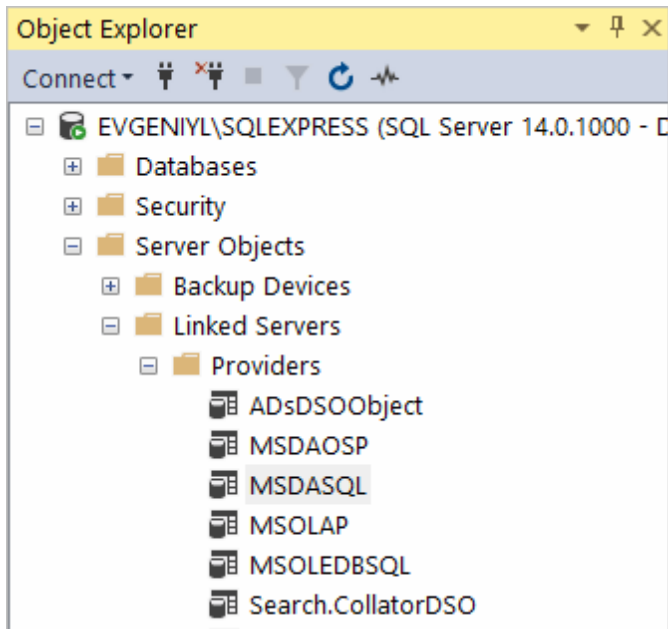 Object Explorer
Connect
EVGENIYL\SQLEXPRESS (SQL Server 14.0.1000 -
Databases
Security
Server Objects
Backup Devices
Linked Servers
Providers
ADsDSOObject
MSDAOSP
MSDASQL
MSOLAP
MSOLEDBSQL
Search.CollatorDSO